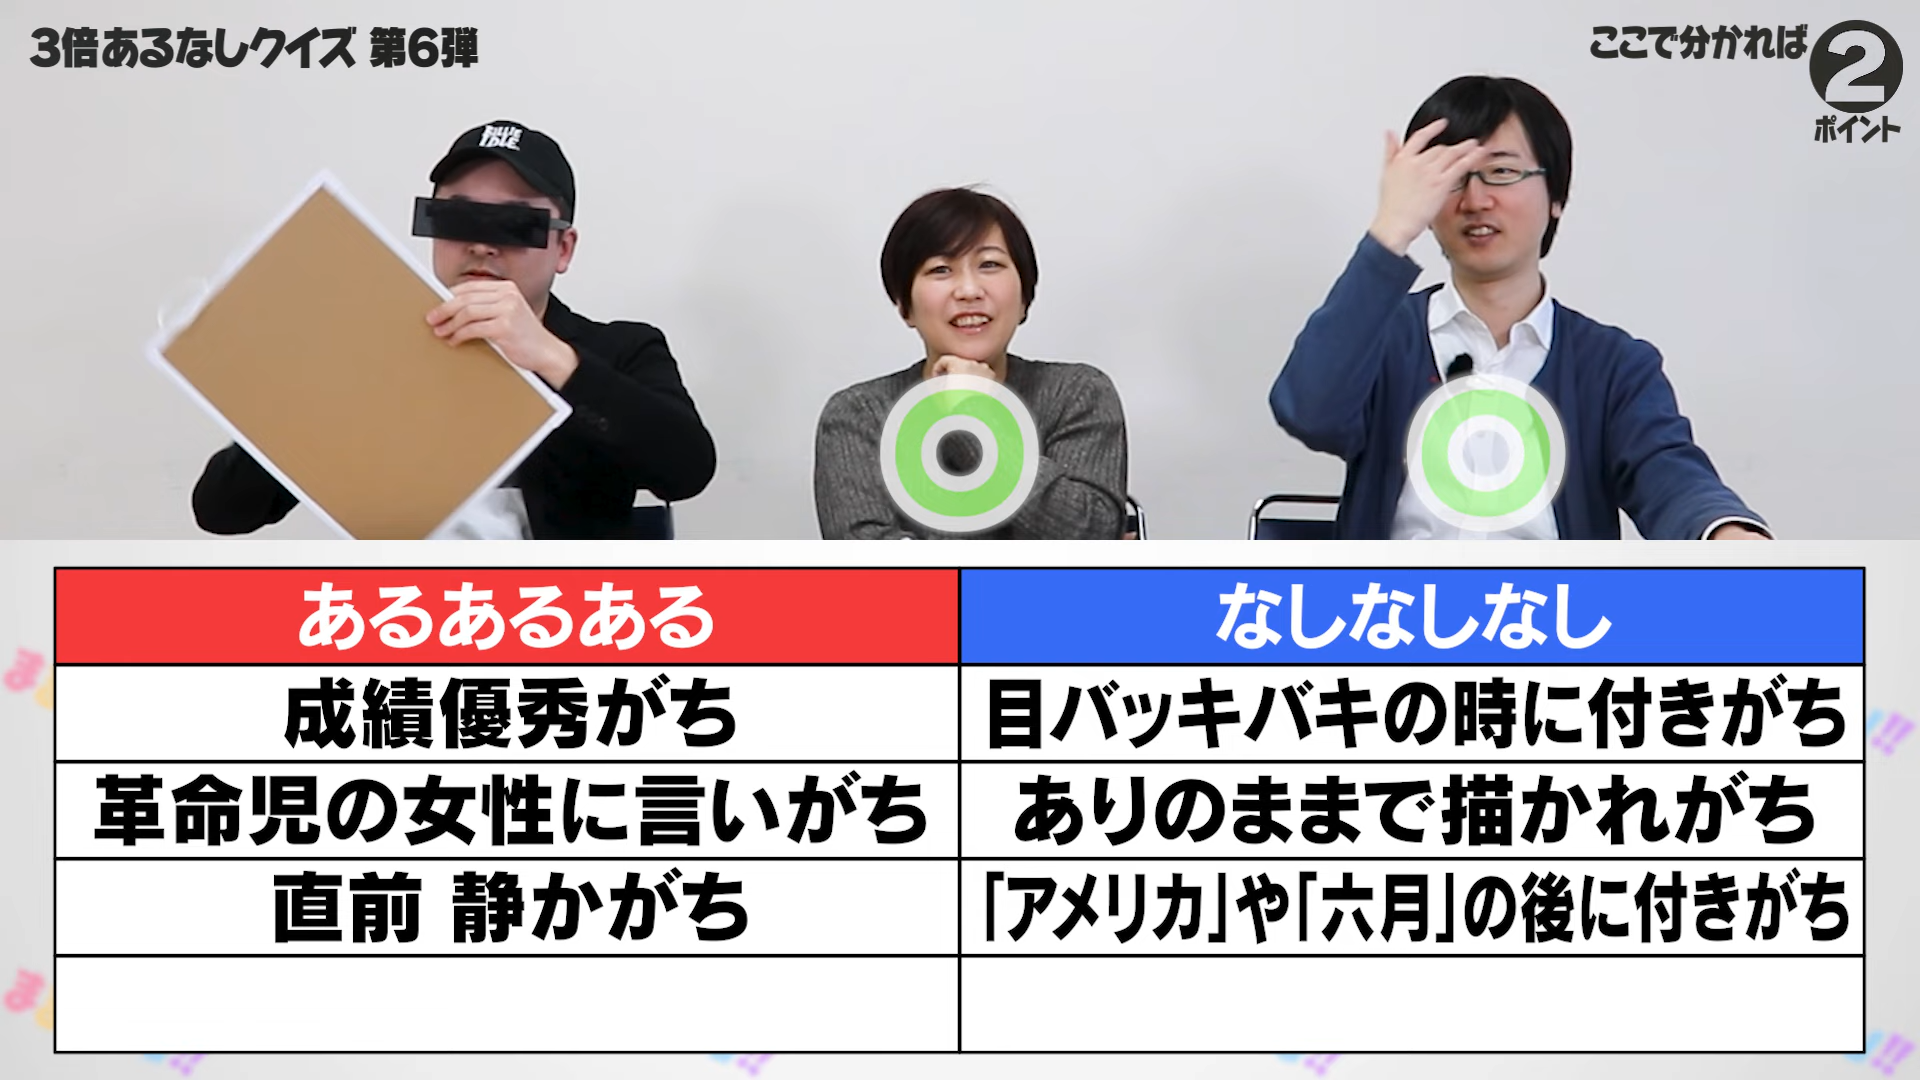 3倍あるなしクイズ 第6弾
ここで分かれば
2
ポイント
BiLLiE
IDLE.
あるあるある
なしなしなし
成績優秀がち
目バッキバキの時に付きがち
革命児の女性に言いがち
ありのままで描かれがち
直前 静かがち
「アメリカ」や「六月」の後に付きがち